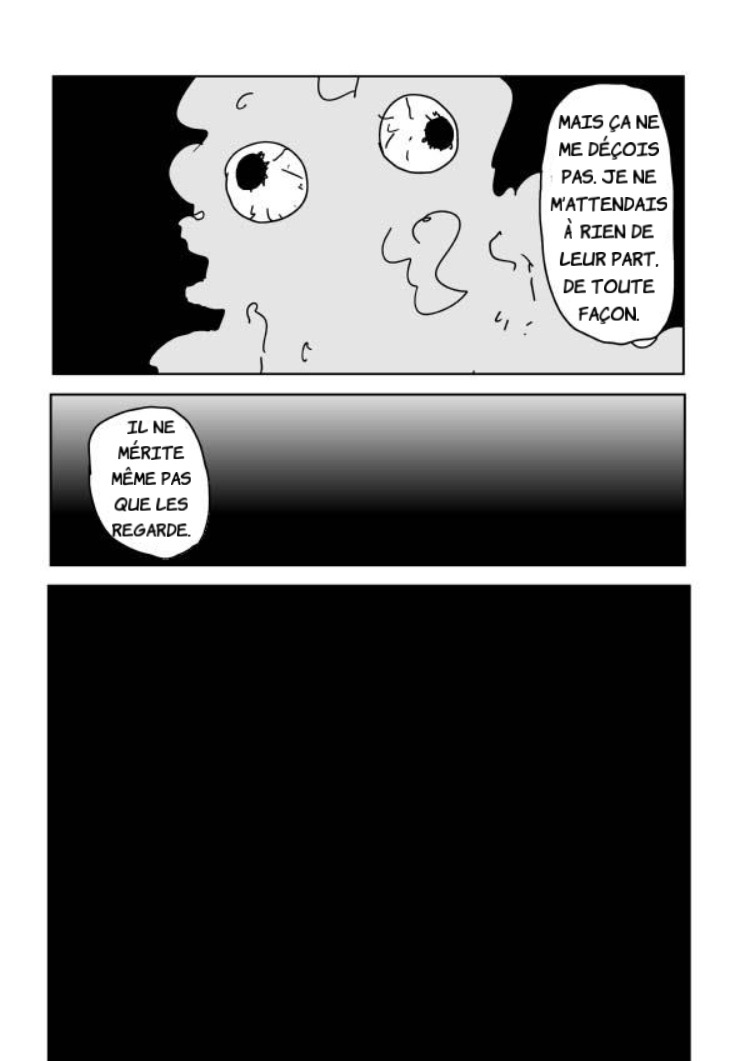 MAIS ÇA NE
ME DÉÇOIS
PAS. JE NE
M'ATTENDAIS
À RIEN DE
LEUR PART.
DE TOUTE
FAÇON.
IL NE
MÉRITE
MÊME PAS
QUE LES
REGARDE.